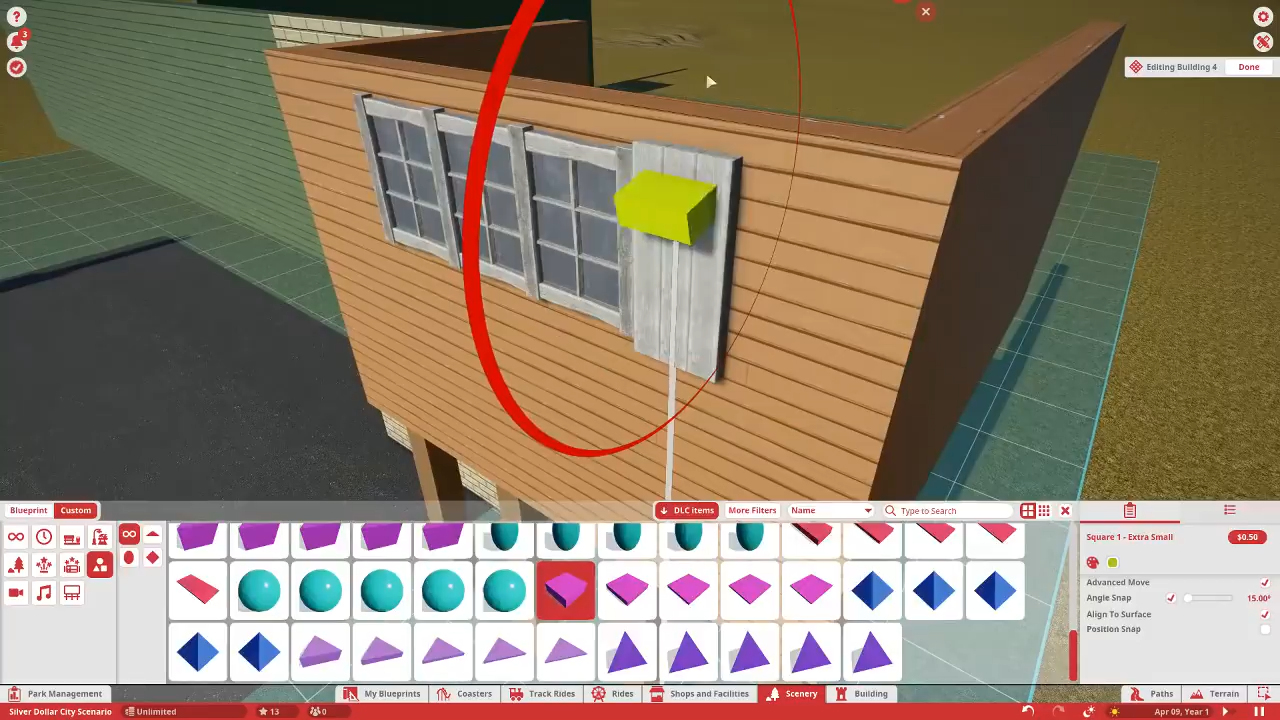 ?
3
Editing Building 4 Done
Blueprint Custom
DLC items More Filters Name Type to Search
Square 1 - Extra Small $0.50
Advanced Move
Angle Snap 15.00°
Align To Surface
Position Snap
Park Management My Blueprints Coasters Track Rides Rides Shops and Facilities Scenery Building Paths Terrain
Silver Dollar City Scenario Unlimited 13 0 Apr 09, Year 1